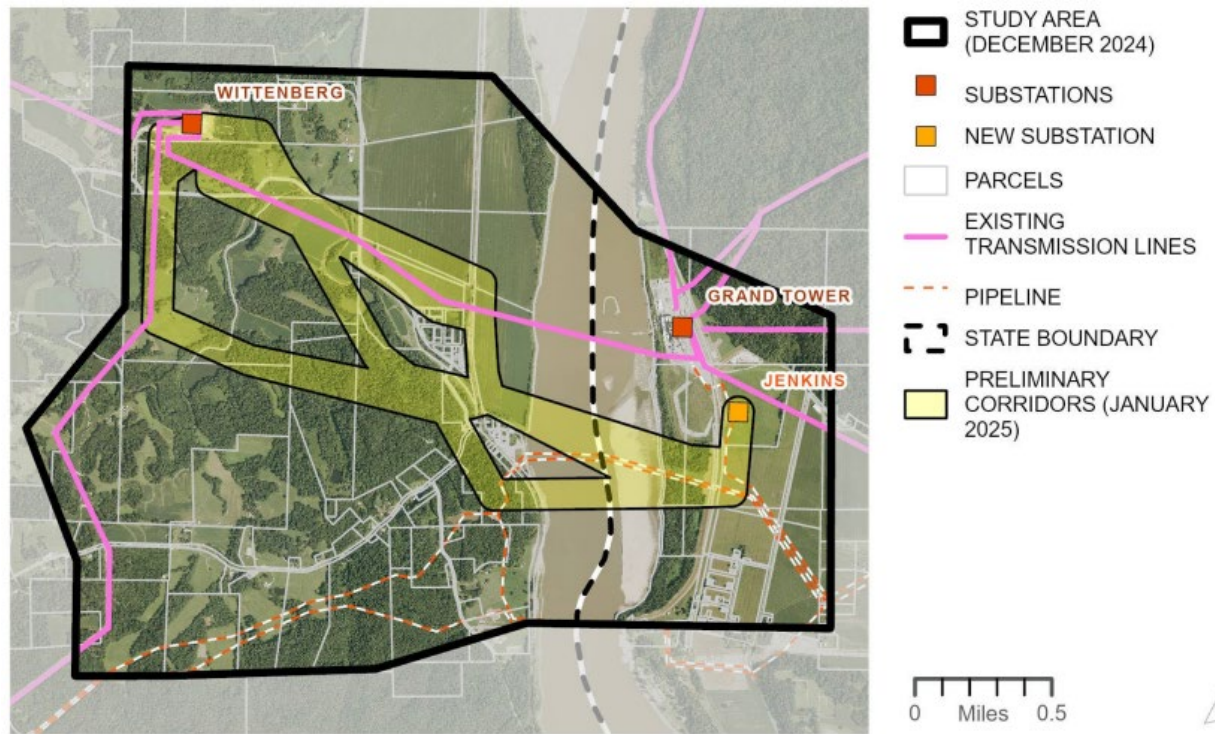 WITTENBERG
GRAND TOWER
JENKINS
STUDY AREA
(DECEMBER 2024)
SUBSTATIONS
NEW SUBSTATION
PARCELS
EXISTING
TRANSMISSION LINES
PIPELINE
STATE BOUNDARY
PRELIMINARY
CORRIDORS (JANUARY
2025)
0 Miles 0.5